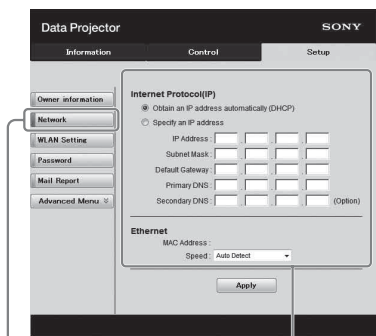 Data Projector SONY
Information Control Setup
Owner information
Network
WLAN Setting
Password
Mail Report
Advanced Menu
Internet Protocol(IP)
Obtain an IP address automatically (DHCP)
Specify an IP address
IP Address :
Subnet Mask :
Default Gateway :
Primary DNS :
Secondary DNS : (Option)
Ethernet
MAC Address :
Speed : Auto Detect
Apply